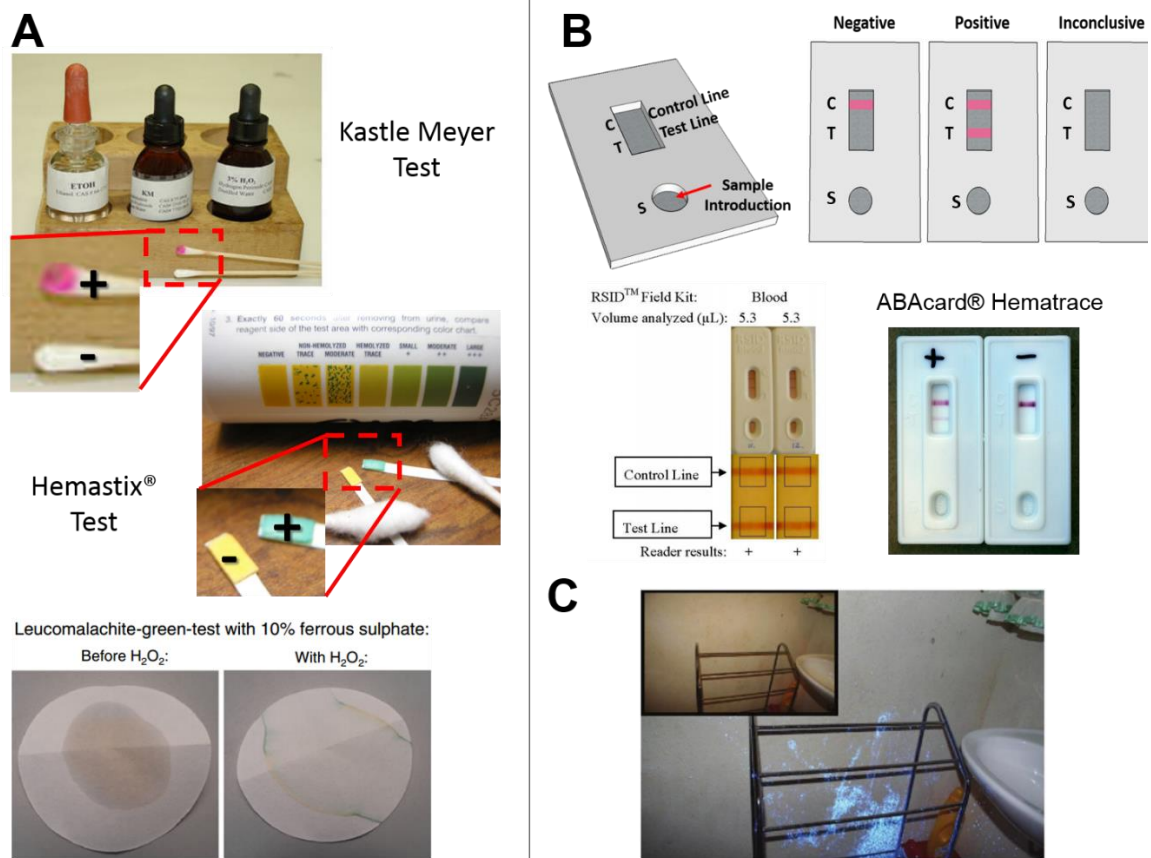 A
Kastle Meyer
Test
ETOH
KM
3% H₂O₂
+
-
3. Exactly 60 seconds after removing from urine, compare
reagent side of the test area with corresponding color chart.
NEGATIVE
NON-HEMOLYZED
TRACE MODERATE
HEMOLYZED
TRACE
SMALL
+
MODERATE
++
LARGE
+++
Hemastix®
Test
+
-
Leucomalachite-green-test with 10% ferrous sulphate:
Before H₂O₂:
With H₂O₂:
B
Control Line
Test Line
C
T
S
Sample
Introduction
Negative
Positive
Inconclusive
C
T
S
C
T
S
C
T
S
RSID™ Field Kit:
Blood
Volume analyzed (µL):
5.3
5.3
Control Line
Test Line
Reader results:
+
+
ABAcard® Hematrace
+
-
C